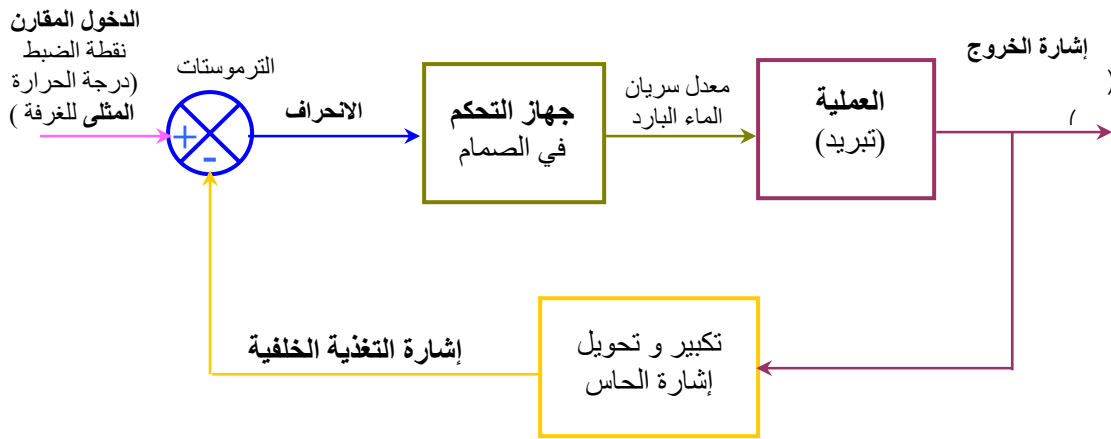 الدخول المقارن
نقطة الضبط
(درجة الحرارة
المثلى للغرفة )
الترموستات
+
-
الانحراف
جهاز التحكم
في الصمام
معدل سريان
الماء البارد
العملية
(تبريد)
إشارة الخروج
(
)
تكبير و تحويل
إشارة الحاس
إشارة التغذية الخلفية